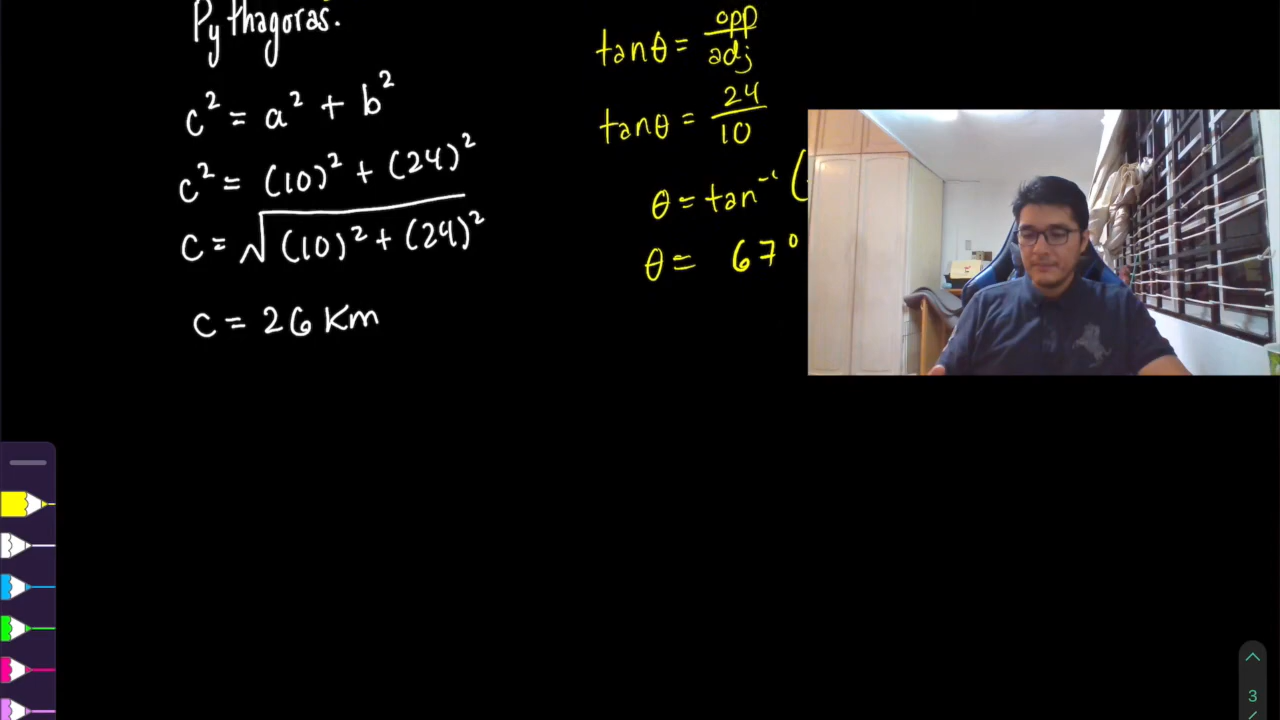 Pythagoras.
c² = a² + b²
c² = (10)² + (24)²
c = √(10)² + (24)²
c = 26 Km
tanθ = opp/adj
tanθ = 24/10
θ = tan⁻¹ (
θ = 67°
3